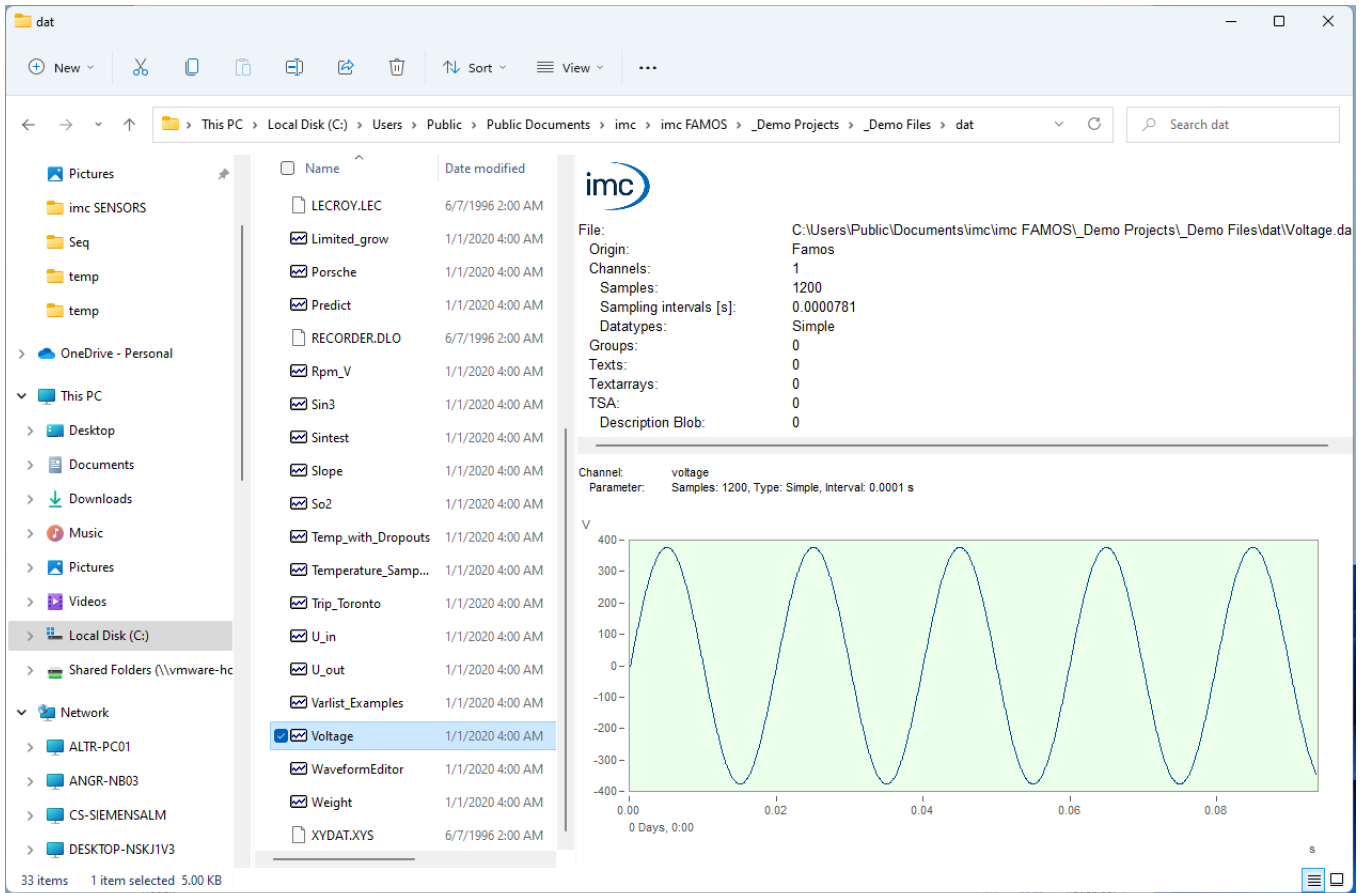 dat
New
Sort
View
This PC > Local Disk (C:) > Users > Public > Public Documents > imc > imc FAMOS > _Demo Projects > _Demo Files > dat
Search dat
Pictures
imc SENSORS
Seq
temp
temp
OneDrive - Personal
This PC
Desktop
Documents
Downloads
Music
Pictures
Videos
Local Disk (C:)
Shared Folders (\\vmware-hc
Network
ALTR-PC01
ANGR-NB03
CS-SIEMENSALM
DESKTOP-NSKJ1V3
Name Date modified
LECROY.LEC 6/7/1996 2:00 AM
Limited_grow 1/1/2020 4:00 AM
Porsche 1/1/2020 4:00 AM
Predict 1/1/2020 4:00 AM
RECORDER.DLO 6/7/1996 2:00 AM
Rpm_V 1/1/2020 4:00 AM
Sin3 1/1/2020 4:00 AM
Sintest 1/1/2020 4:00 AM
Slope 1/1/2020 4:00 AM
So2 1/1/2020 4:00 AM
Temp_with_Dropouts 1/1/2020 4:00 AM
Temperature_Samp... 1/1/2020 4:00 AM
Trip_Toronto 1/1/2020 4:00 AM
U_in 1/1/2020 4:00 AM
U_out 1/1/2020 4:00 AM
Varlist_Examples 1/1/2020 4:00 AM
Voltage 1/1/2020 4:00 AM
WaveformEditor 1/1/2020 4:00 AM
Weight 1/1/2020 4:00 AM
XYDAT.XYS 6/7/1996 2:00 AM
imc
File: C:\Users\Public\Documents\imc\imc FAMOS\_Demo Projects\_Demo Files\dat\Voltage.da
Origin: Famos
Channels: 1
Samples: 1200
Sampling intervals [s]: 0.0000781
Datatypes: Simple
Groups: 0
Texts: 0
Textarrays: 0
TSA: 0
Description Blob: 0
Channel: voltage
Parameter: Samples: 1200, Type: Simple, Interval: 0.0001 s
V
400
300
200
100
0
-100
-200
-300
-400
0.00 0.02 0.04 0.06 0.08
0 Days, 0:00
s
33 items 1 item selected 5.00 KB